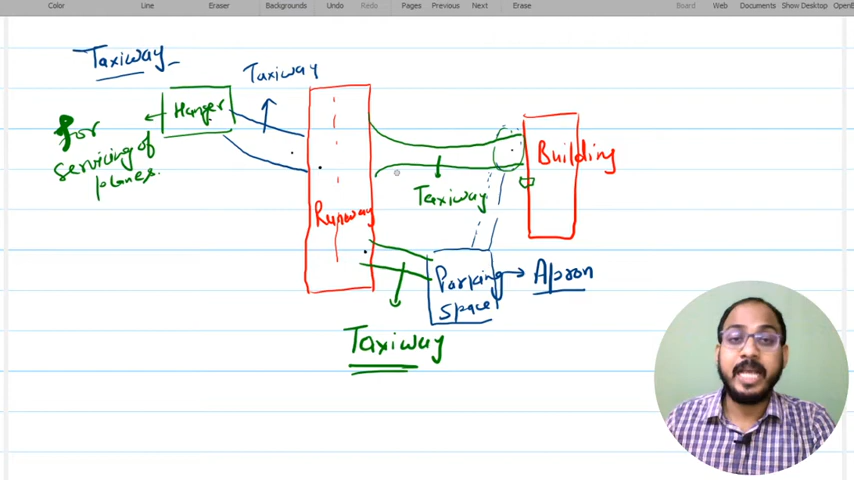 Color Line Eraser Backgrounds Undo Redo Pages Previous Next Erase Board Web Documents Show Desktop
Taxiway
Taxiway
Hanger
for
servicing of
planes.
Building
Taxiway
Runway
Parking
space
Apron
Taxiway